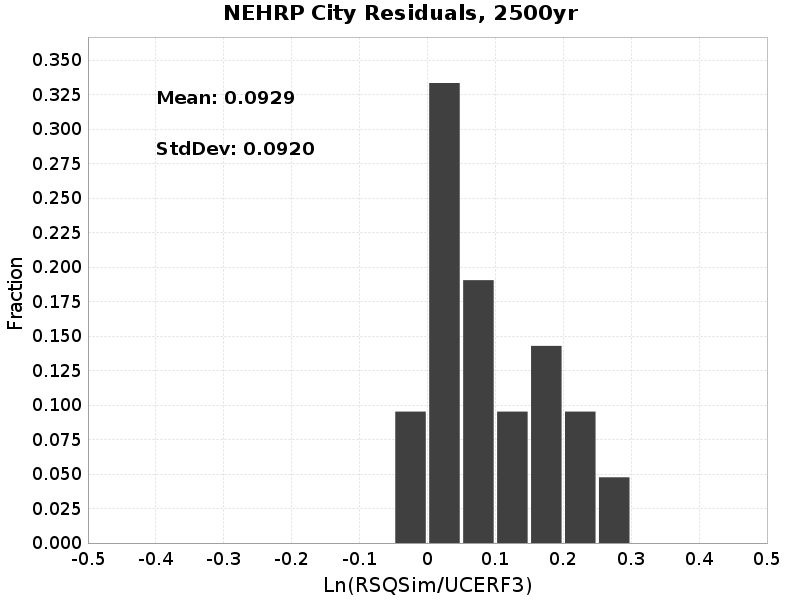 NEHRP City Residuals, 2500yr
0.350
0.325
0.300
0.275
0.250
0.225
0.200
0.175
0.150
0.125
0.100
0.075
0.050
0.025
0.000
Fraction
Mean: 0.0929
StdDev: 0.0920
-0.5 -0.4 -0.3 -0.2 -0.1 0 0.1 0.2 0.3 0.4 0.5
Ln(RSQSim/UCERF3)